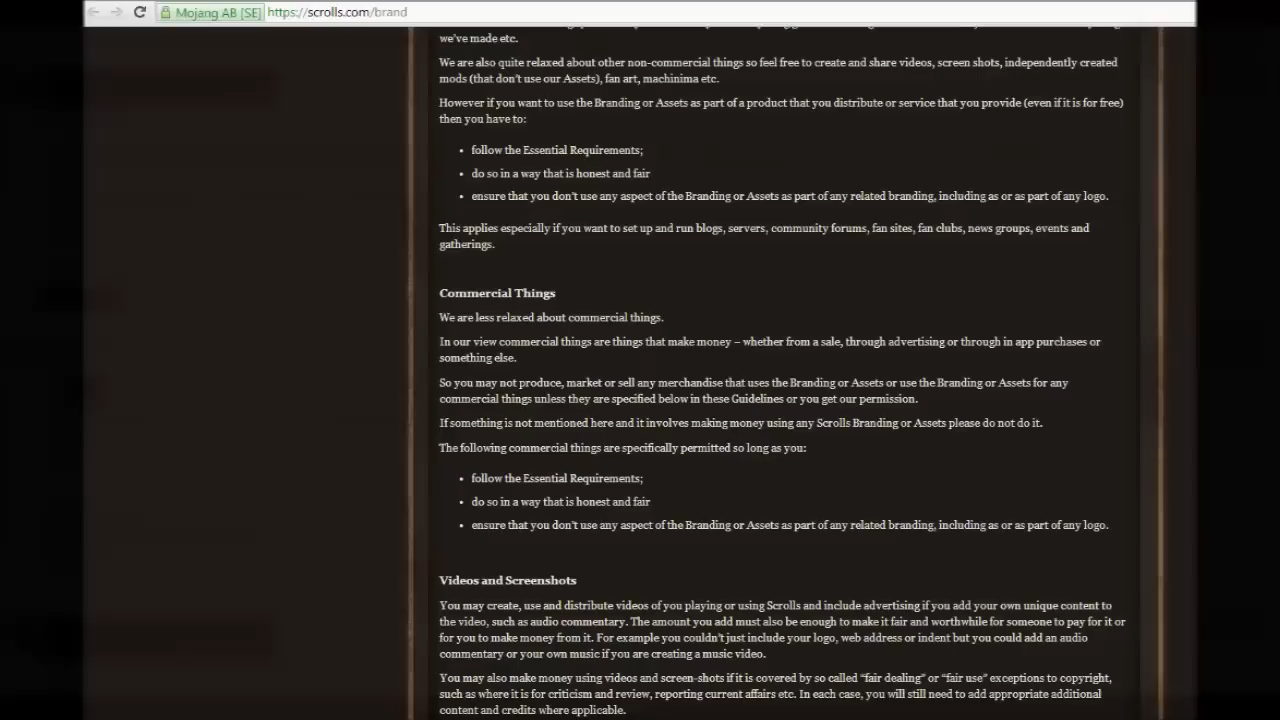 Mojang AB [SE] https://scrolls.com/brand
we've made etc.
We are also quite relaxed about other non-commercial things so feel free to create and share videos, screen shots, independently created
mods (that don't use our Assets), fan art, machinima etc.
However if you want to use the Branding or Assets as part of a product that you distribute or service that you provide (even if it is for free)
then you have to:
• follow the Essential Requirements;
• do so in a way that is honest and fair
• ensure that you don't use any aspect of the Branding or Assets as part of any related branding, including as or as part of any logo.
This applies especially if you want to set up and run blogs, servers, community forums, fan sites, fan clubs, news groups, events and
gatherings.
Commercial Things
We are less relaxed about commercial things.
In our view commercial things are things that make money – whether from a sale, through advertising or through in app purchases or
something else.
So you may not produce, market or sell any merchandise that uses the Branding or Assets or use the Branding or Assets for any
commercial things unless they are specified below in these Guidelines or you get our permission.
If something is not mentioned here and it involves making money using any Scrolls Branding or Assets please do not do it.
The following commercial things are specifically permitted so long as you:
• follow the Essential Requirements;
• do so in a way that is honest and fair
• ensure that you don't use any aspect of the Branding or Assets as part of any related branding, including as or as part of any logo.
Videos and Screenshots
You may create, use and distribute videos of you playing or using Scrolls and include advertising if you add your own unique content to
the video, such as audio commentary. The amount you add must also be enough to make it fair and worthwhile for someone to pay for it or
for you to make money from it. For example you couldn't just include your logo, web address or indent but you could add an audio
commentary or your own music if you are creating a music video.
You may also make money using videos and screen-shots if it is covered by so called “fair dealing” or “fair use” exceptions to copyright,
such as where it is for criticism and review, reporting current affairs etc. In each case, you will still need to add appropriate additional
content and credits where applicable.